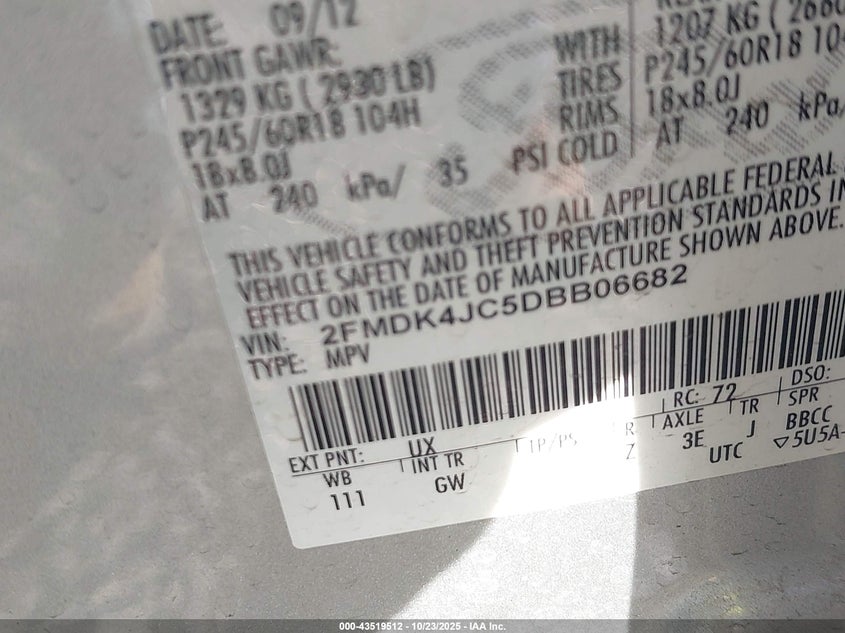 DATE: 09/12
FRONT GAWR:
1329 KG ( 2930 LB)
P245/60R18 104H
18x8.0J
AT 240 kPa/ 35 PSI COLD
WITH
TIRES
RIMS
1207 KG
P245/60R18 104
18x8.0J
AT 240 kPa/
THIS VEHICLE CONFORMS TO ALL APPLICABLE FEDERAL
VEHICLE SAFETY AND THEFT PREVENTION STANDARDS IN
EFFECT ON THE DATE OF MANUFACTURE SHOWN ABOVE.
VIN: 2FMDK4JC5DBB06682
TYPE: MPV
EXT PNT: UX RC: 72 DSO:
WB INT TR TP/PS R AXLE TR SPR
111 GW Z 3E J BBCC
UTC ▽5U5A-
000-43519512 - 10/23/2025 - IAA Inc.